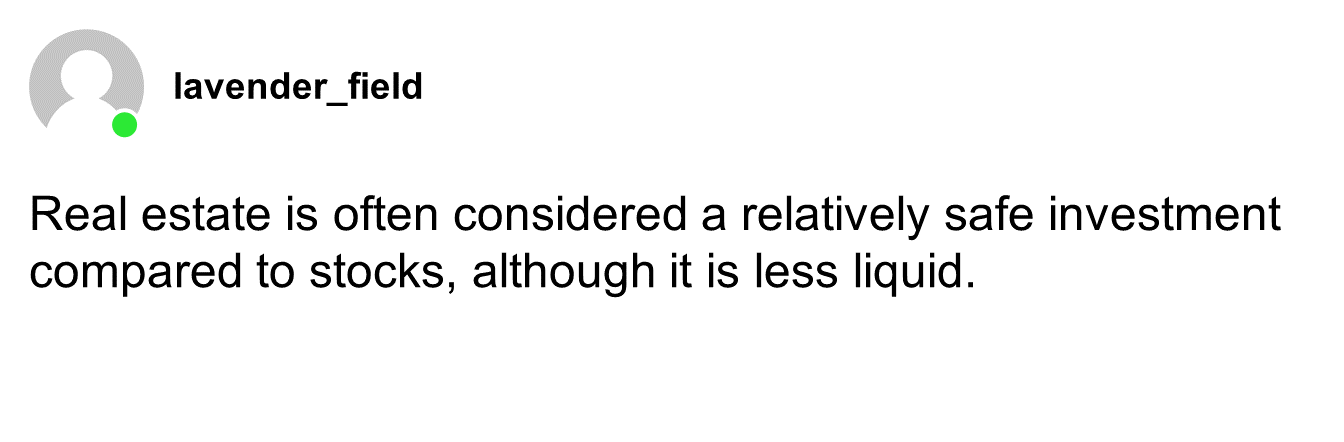 lavender_field
Real estate is often considered a relatively safe investment
compared to stocks, although it is less liquid.